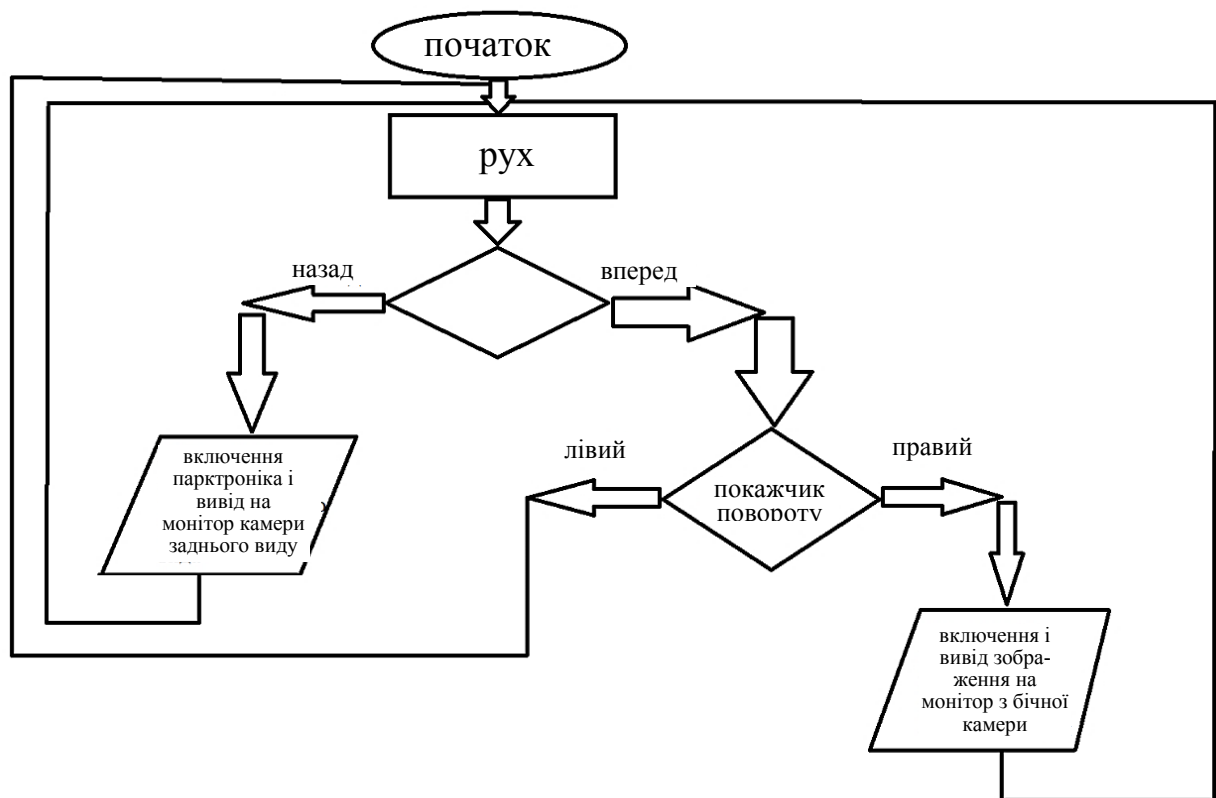 початок
рух
назад
вперед
лівий
правий
покажчик
повороту
включення
парктроніка і
вивід на
монітор камери
заднього виду
включення і
вивід зобра-
ження на
монітор з бічної
камери